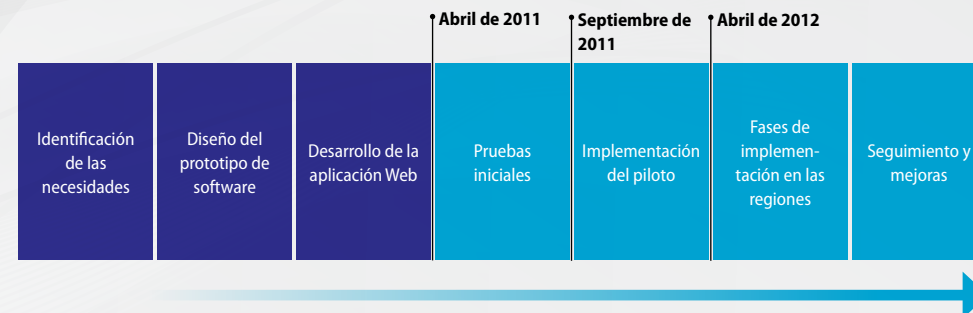 Abril de 2011
Septiembre de
2011
Abril de 2012
Identificación
de las
necesidades
Diseño del
prototipo de
software
Desarrollo de la
aplicación Web
Pruebas
iniciales
Implementación
del piloto
Fases de
implemen-
tación en las
regiones
Seguimiento y
mejoras